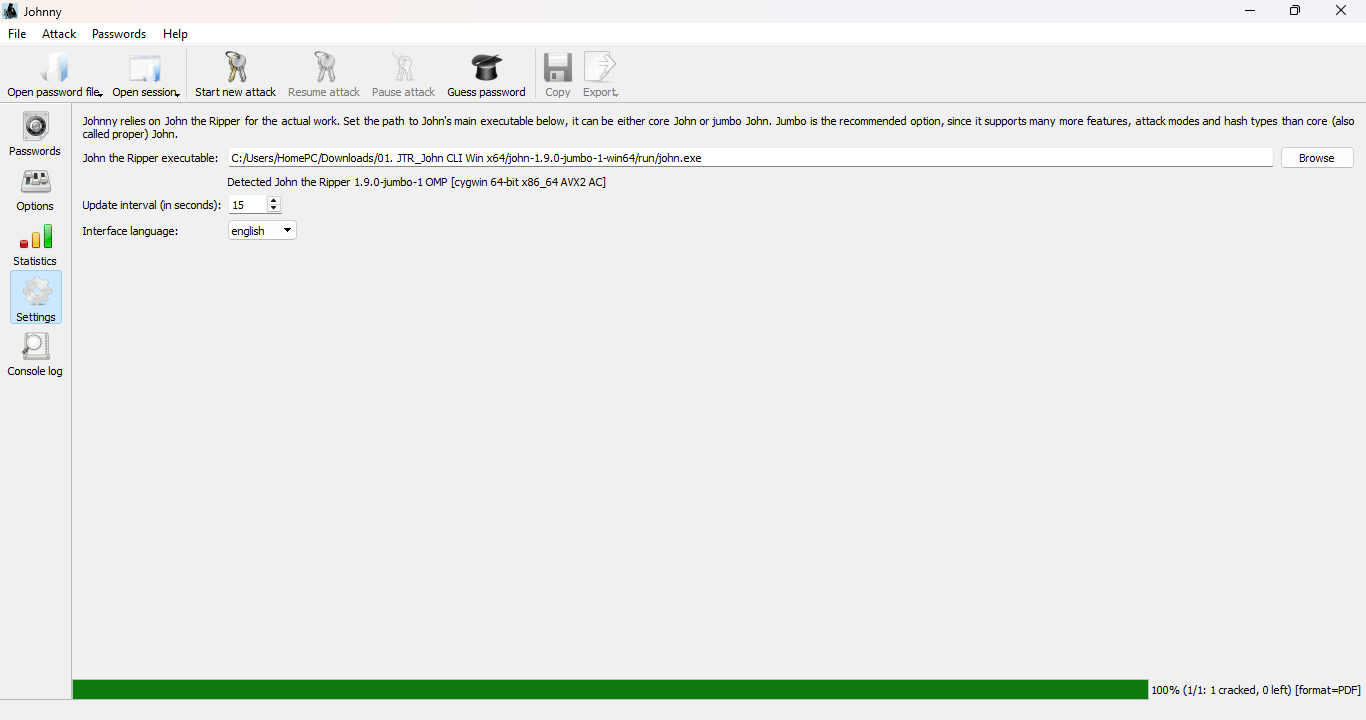 Johnny
File Attack Passwords Help
Open password file Open session Start new attack Resume attack Pause attack Guess password Copy Export
Passwords
Options
Statistics
Settings
Console log
Johnny relies on John the Ripper for the actual work. Set the path to John's main executable below, it can be either core John or jumbo John. Jumbo is the recommended option, since it supports many more features, attack modes and hash types than core (also
called proper) John.
John the Ripper executable: C:/Users/HomePC/Downloads/01. JTR_John CLI Win x64/john-1.9.0-jumbo-1-win64/run/john.exe Browse
Detected John the Ripper 1.9.0-jumbo-1 OMP [cygwin 64-bit x86_64 AVX2 AC]
Update interval (in seconds): 15
Interface language: english
100% (1/1: 1 cracked, 0 left) [format=PDF]